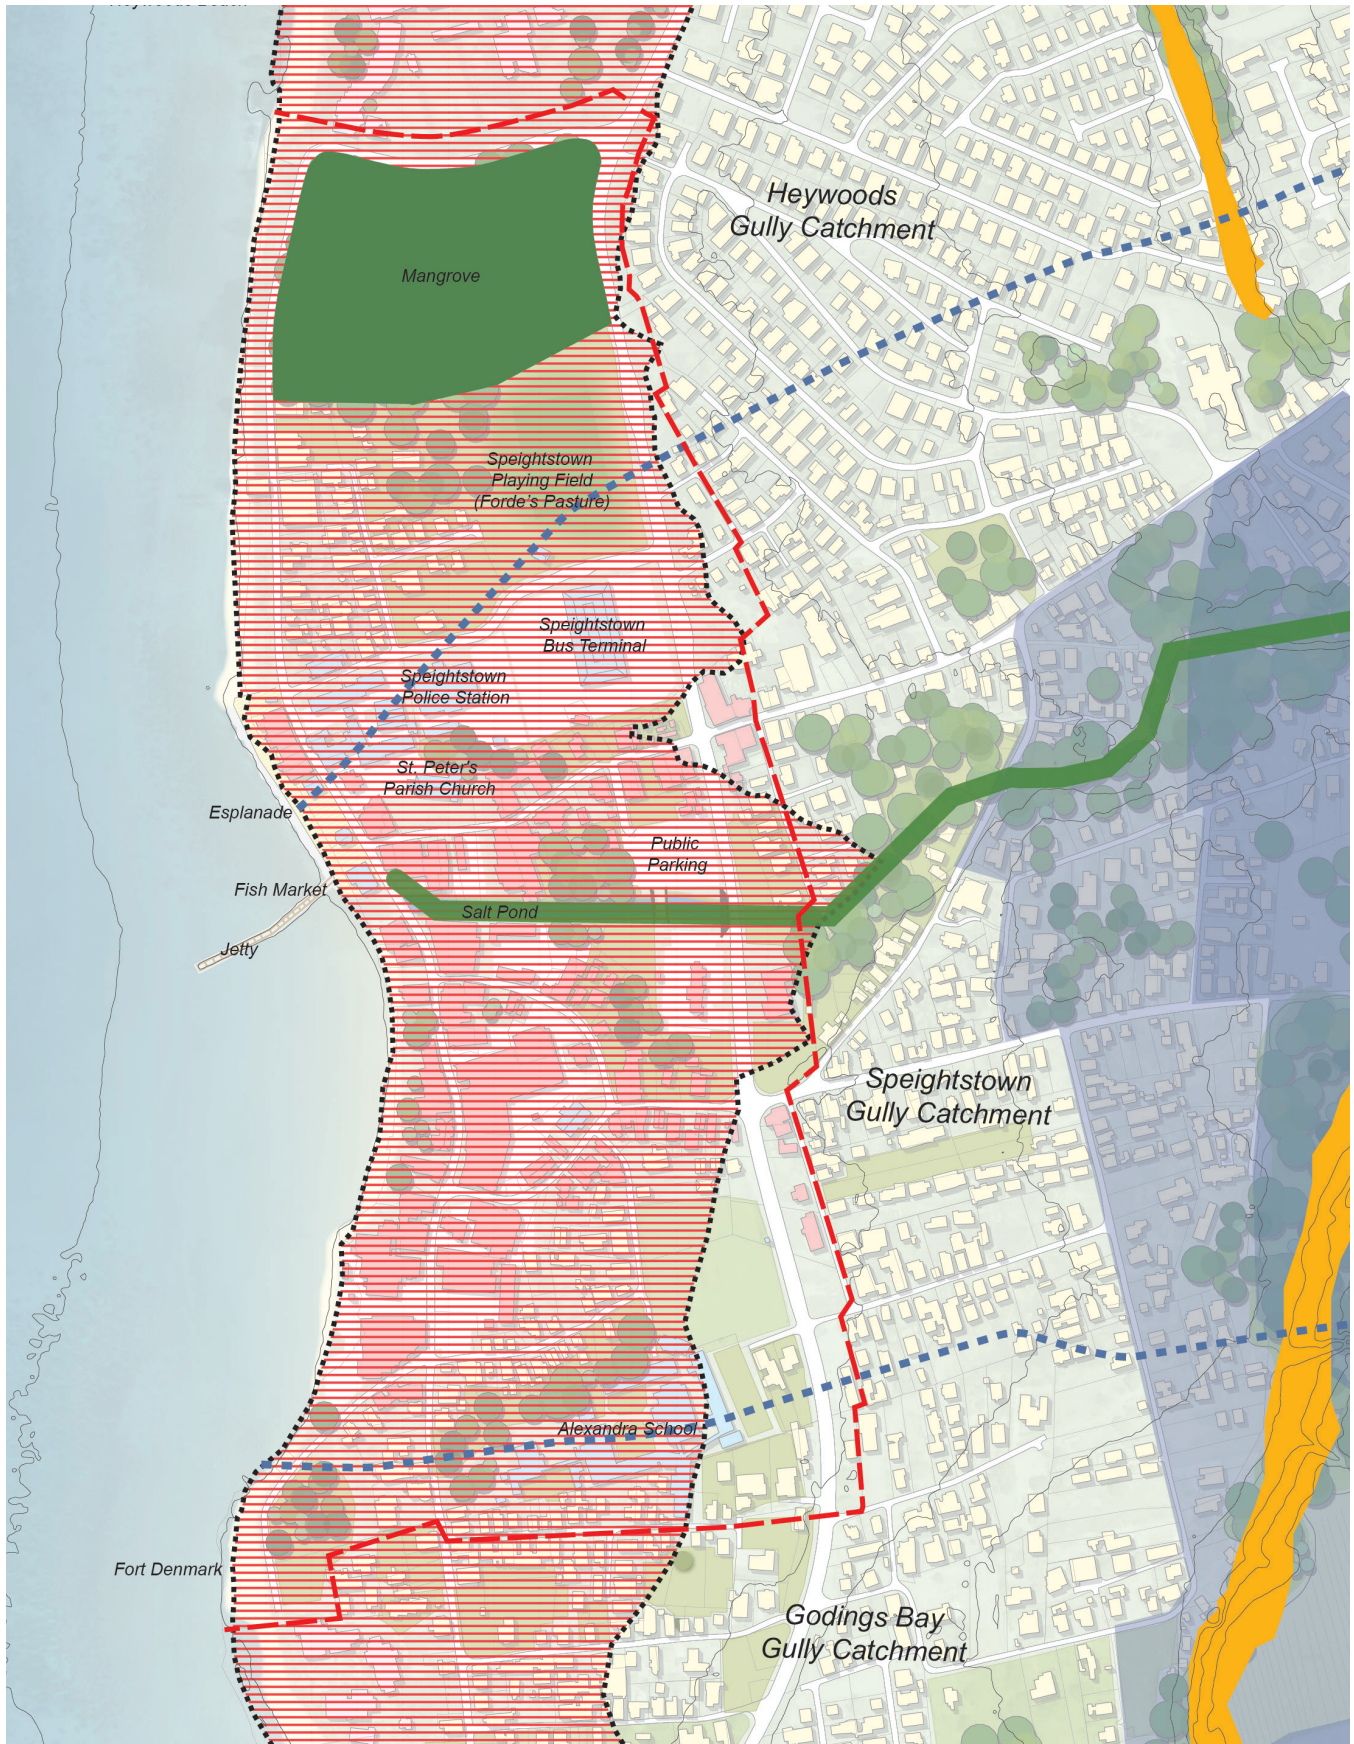 Heywoods Beach
Heywoods
Gully Catchment
Mangrove
Speightstown
Playing Field
(Forde's Pasture)
Speightstown
Bus Terminal
Speightstown
Police Station
St. Peter's
Parish Church
Esplanade
Public
Parking
Fish Market
Salt Pond
Jetty
Speightstown
Gully Catchment
Alexandra School
Fort Denmark
Godings Bay
Gully Catchment